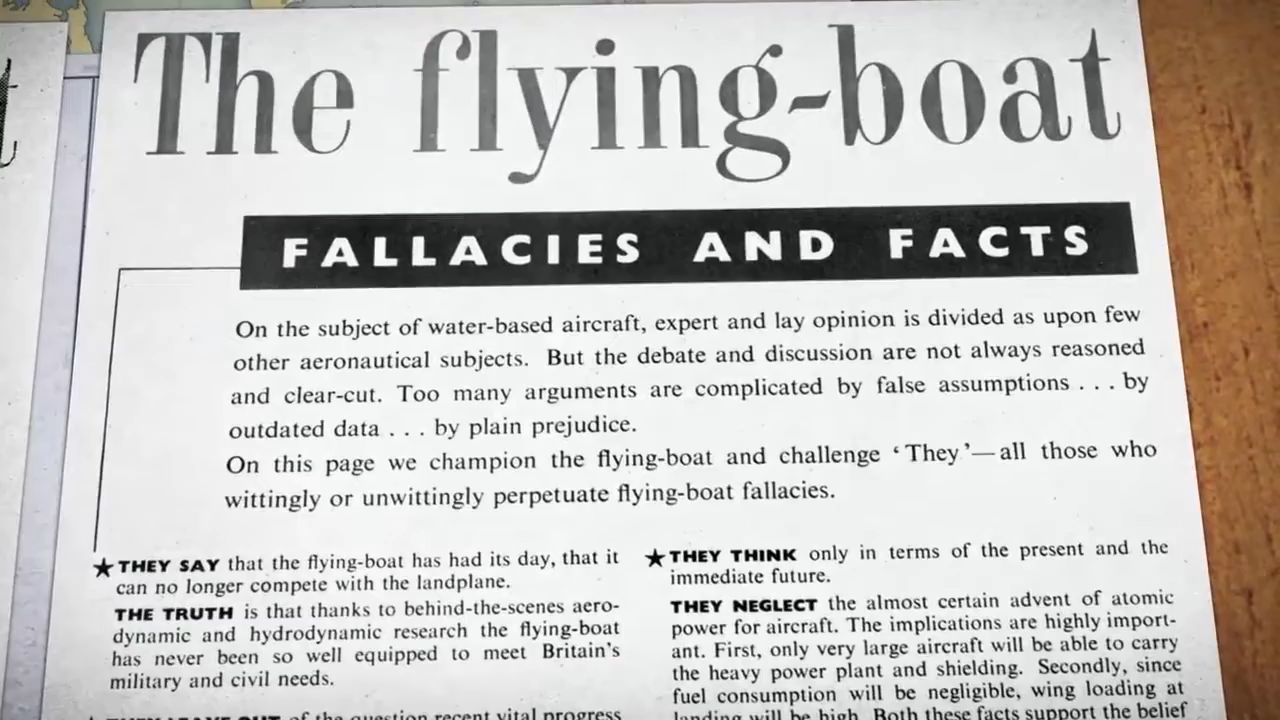 The flying-boat
FALLACIES AND FACTS
On the subject of water-based aircraft, expert and lay opinion is divided as upon few
other aeronautical subjects. But the debate and discussion are not always reasoned
and clear-cut. Too many arguments are complicated by false assumptions . . . by
outdated data . . . by plain prejudice.
On this page we champion the flying-boat and challenge ‘They’—all those who
wittingly or unwittingly perpetuate flying-boat fallacies.
★THEY SAY that the flying-boat has had its day, that it
can no longer compete with the landplane.
THE TRUTH is that thanks to behind-the-scenes aero-
dynamic and hydrodynamic research the flying-boat
has never been so well equipped to meet Britain's
military and civil needs.
of the question recent vital progress
★THEY THINK only in terms of the present and the
immediate future.
THEY NEGLECT the almost certain advent of atomic
power for aircraft. The implications are highly import-
ant. First, only very large aircraft will be able to carry
the heavy power plant and shielding. Secondly, since
fuel consumption will be negligible, wing loading at
landing will be high. Both these facts support the belief